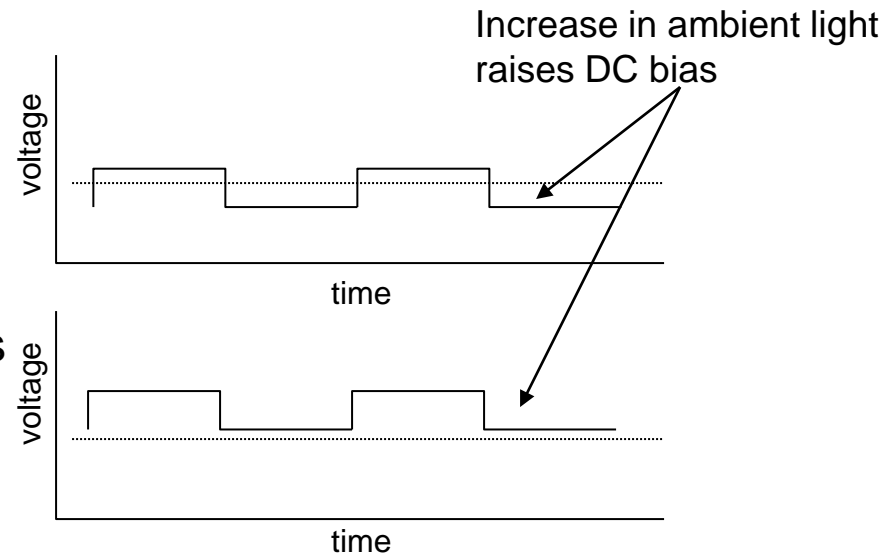 Increase in ambient light
raises DC bias
voltage
time
s
voltage
time